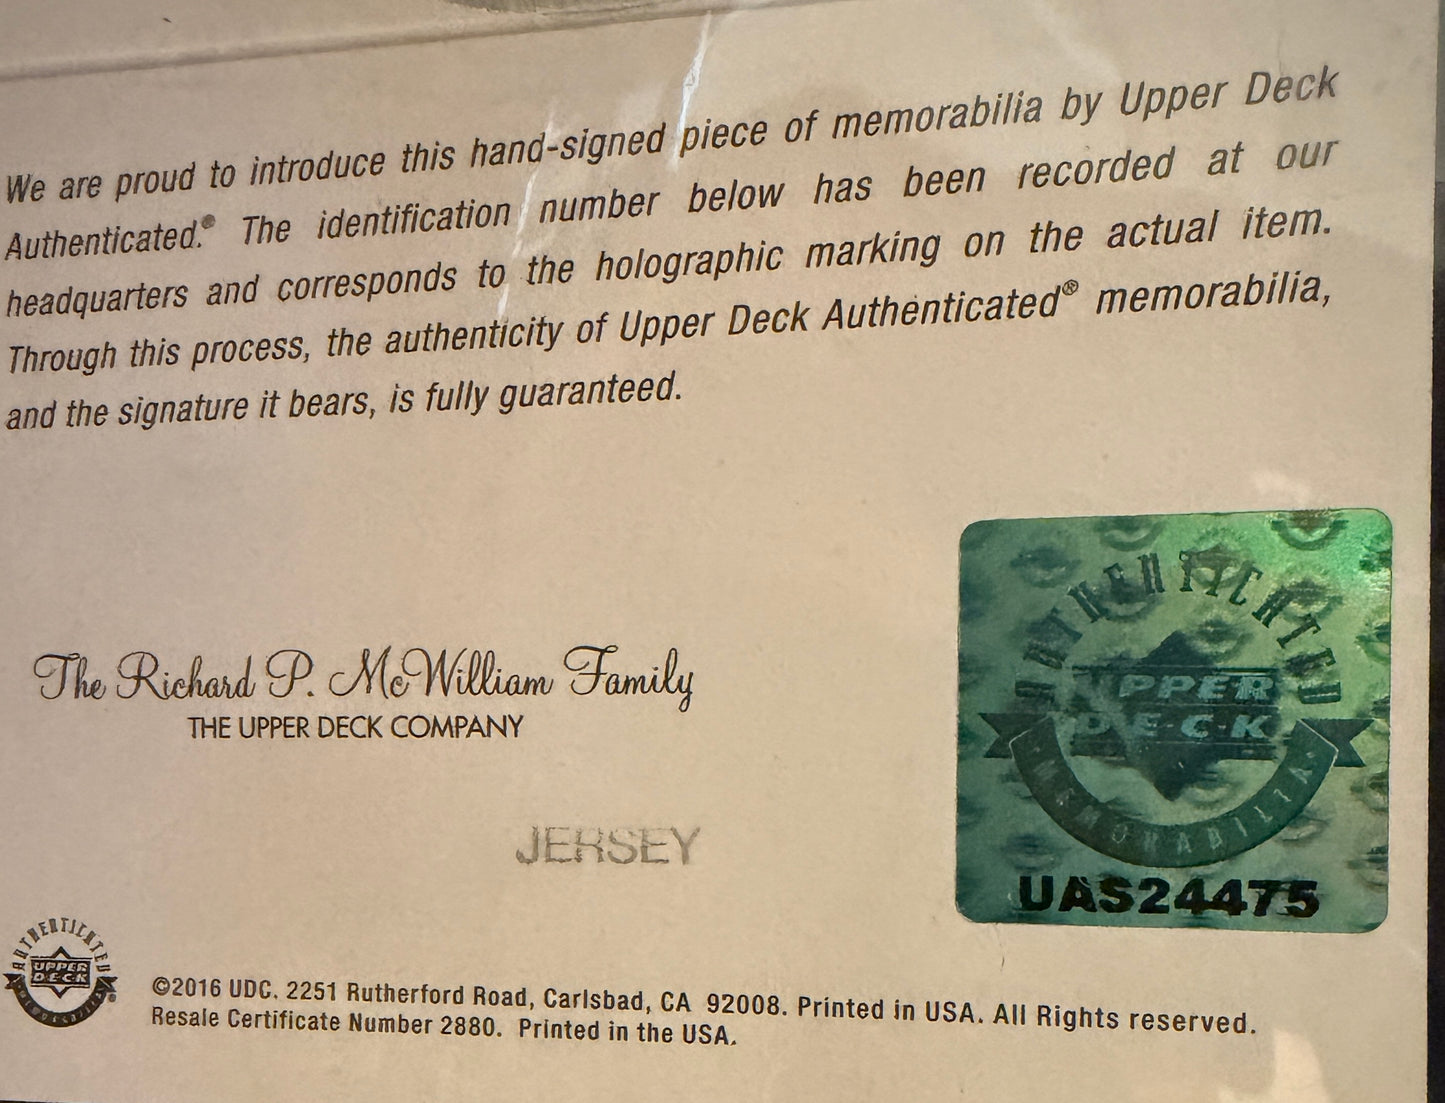 We are proud to introduce this hand-signed piece of memorabilia by Upper Deck
Authenticated.® The identification number below has been recorded at our
headquarters and corresponds to the holographic marking on the actual item.
Through this process, the authenticity of Upper Deck Authenticated® memorabilia,
and the signature it bears, is fully guaranteed.
AUTHENTICATED
UPPER
D·E·C·K
MEMORABILIA
UAS24475
The Richard P. McWilliam Family
THE UPPER DECK COMPANY
JERSEY
AUTHENTICATED
UPPER
D·E·C·K
MEMORABILIA
©2016 UDC. 2251 Rutherford Road, Carlsbad, CA 92008. Printed in USA. All Rights reserved.
Resale Certificate Number 2880. Printed in the USA.